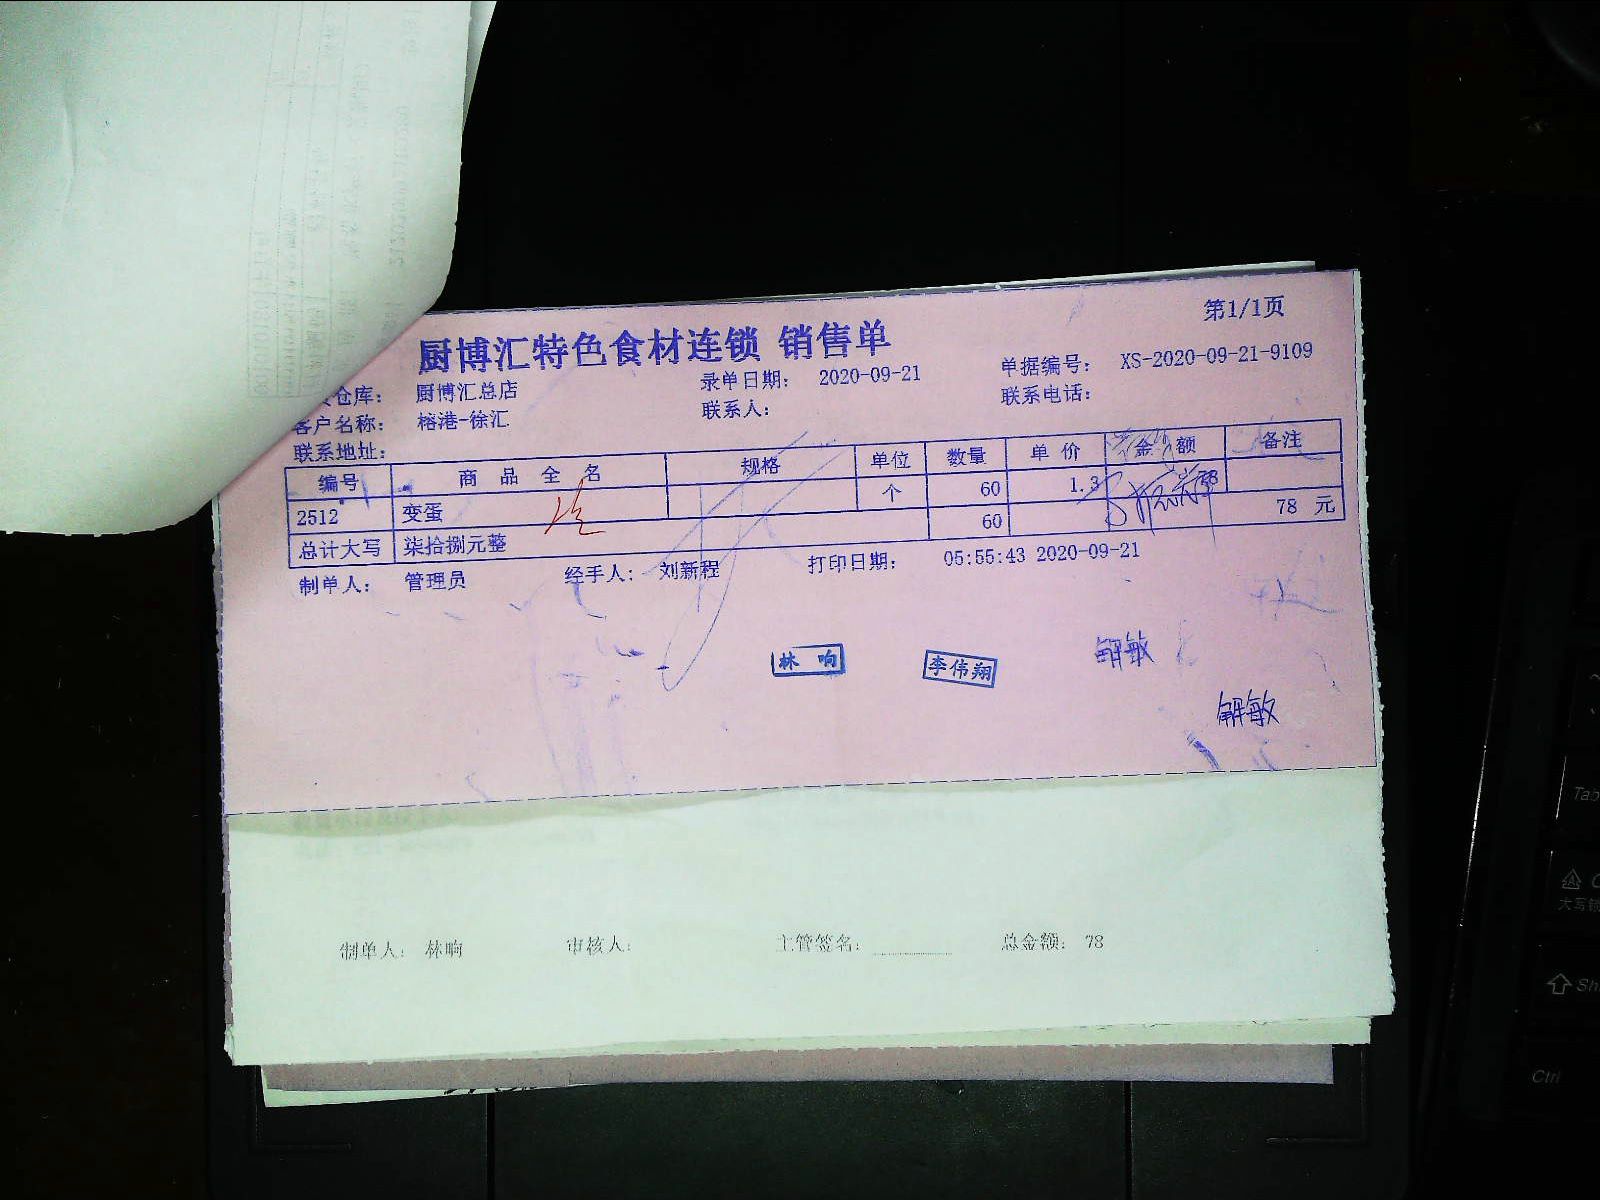 第1/1页
厨博汇特色食材连锁 销售单
仓库： 厨博汇总店 录单日期： 2020-09-21 单据编号： XS-2020-09-21-9109
客户名称： 榕港-徐汇 联系人： 联系电话：
联系地址：
编号 商品全名 规格 单位 数量 单价 金额 备注
2512 变蛋 个 60 1.3 78
总计大写 柒拾捌元整 60 78 元
制单人： 管理员 经手人： 刘新程 打印日期： 05:55:43 2020-09-21
林响 李伟翔 解敏
解敏
制单人： 林响 审核人： 主管签名： 总金额： 78
Tab
大写锁
Ctrl